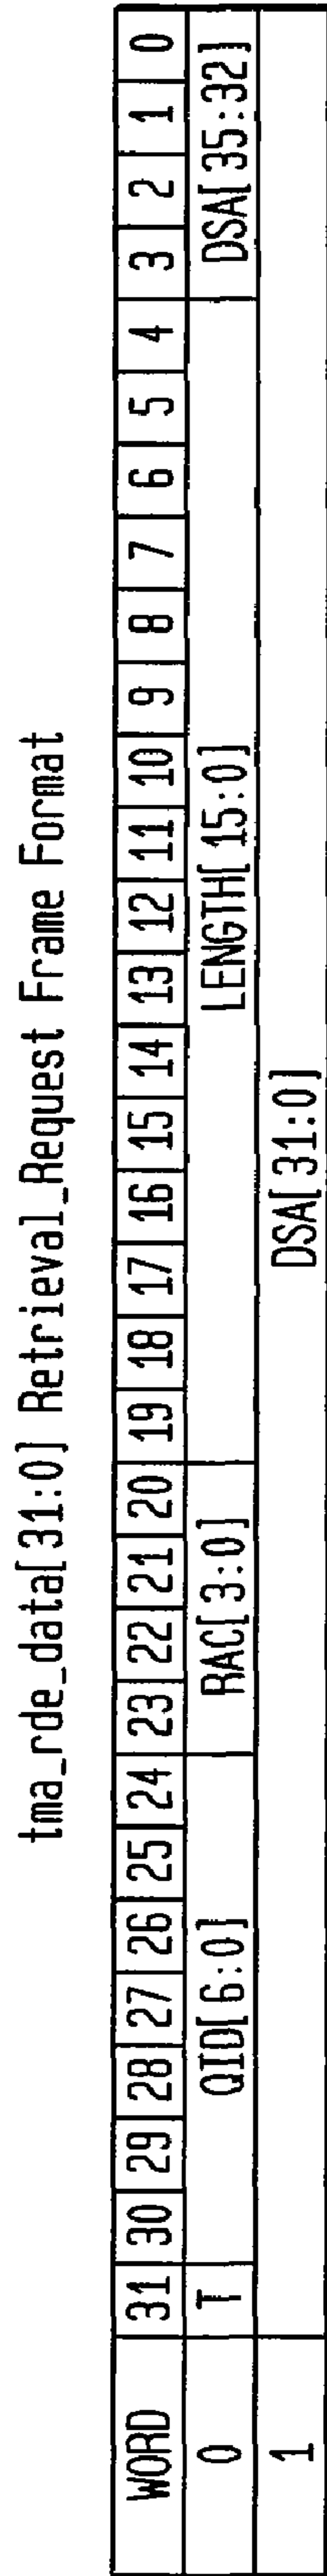 tma_rde_data[31:0] Retrieval_Request Frame Format
WORD 31 30 29 28 27 26 25 24 23 22 21 20 19 18 17 16 15 14 13 12 11 10 9 8 7 6 5 4 3 2 1 0
0 T QID[6:0] RAC[3:0] LENGTH[15:0] DSA[35:32]
1 DSA[31:0]